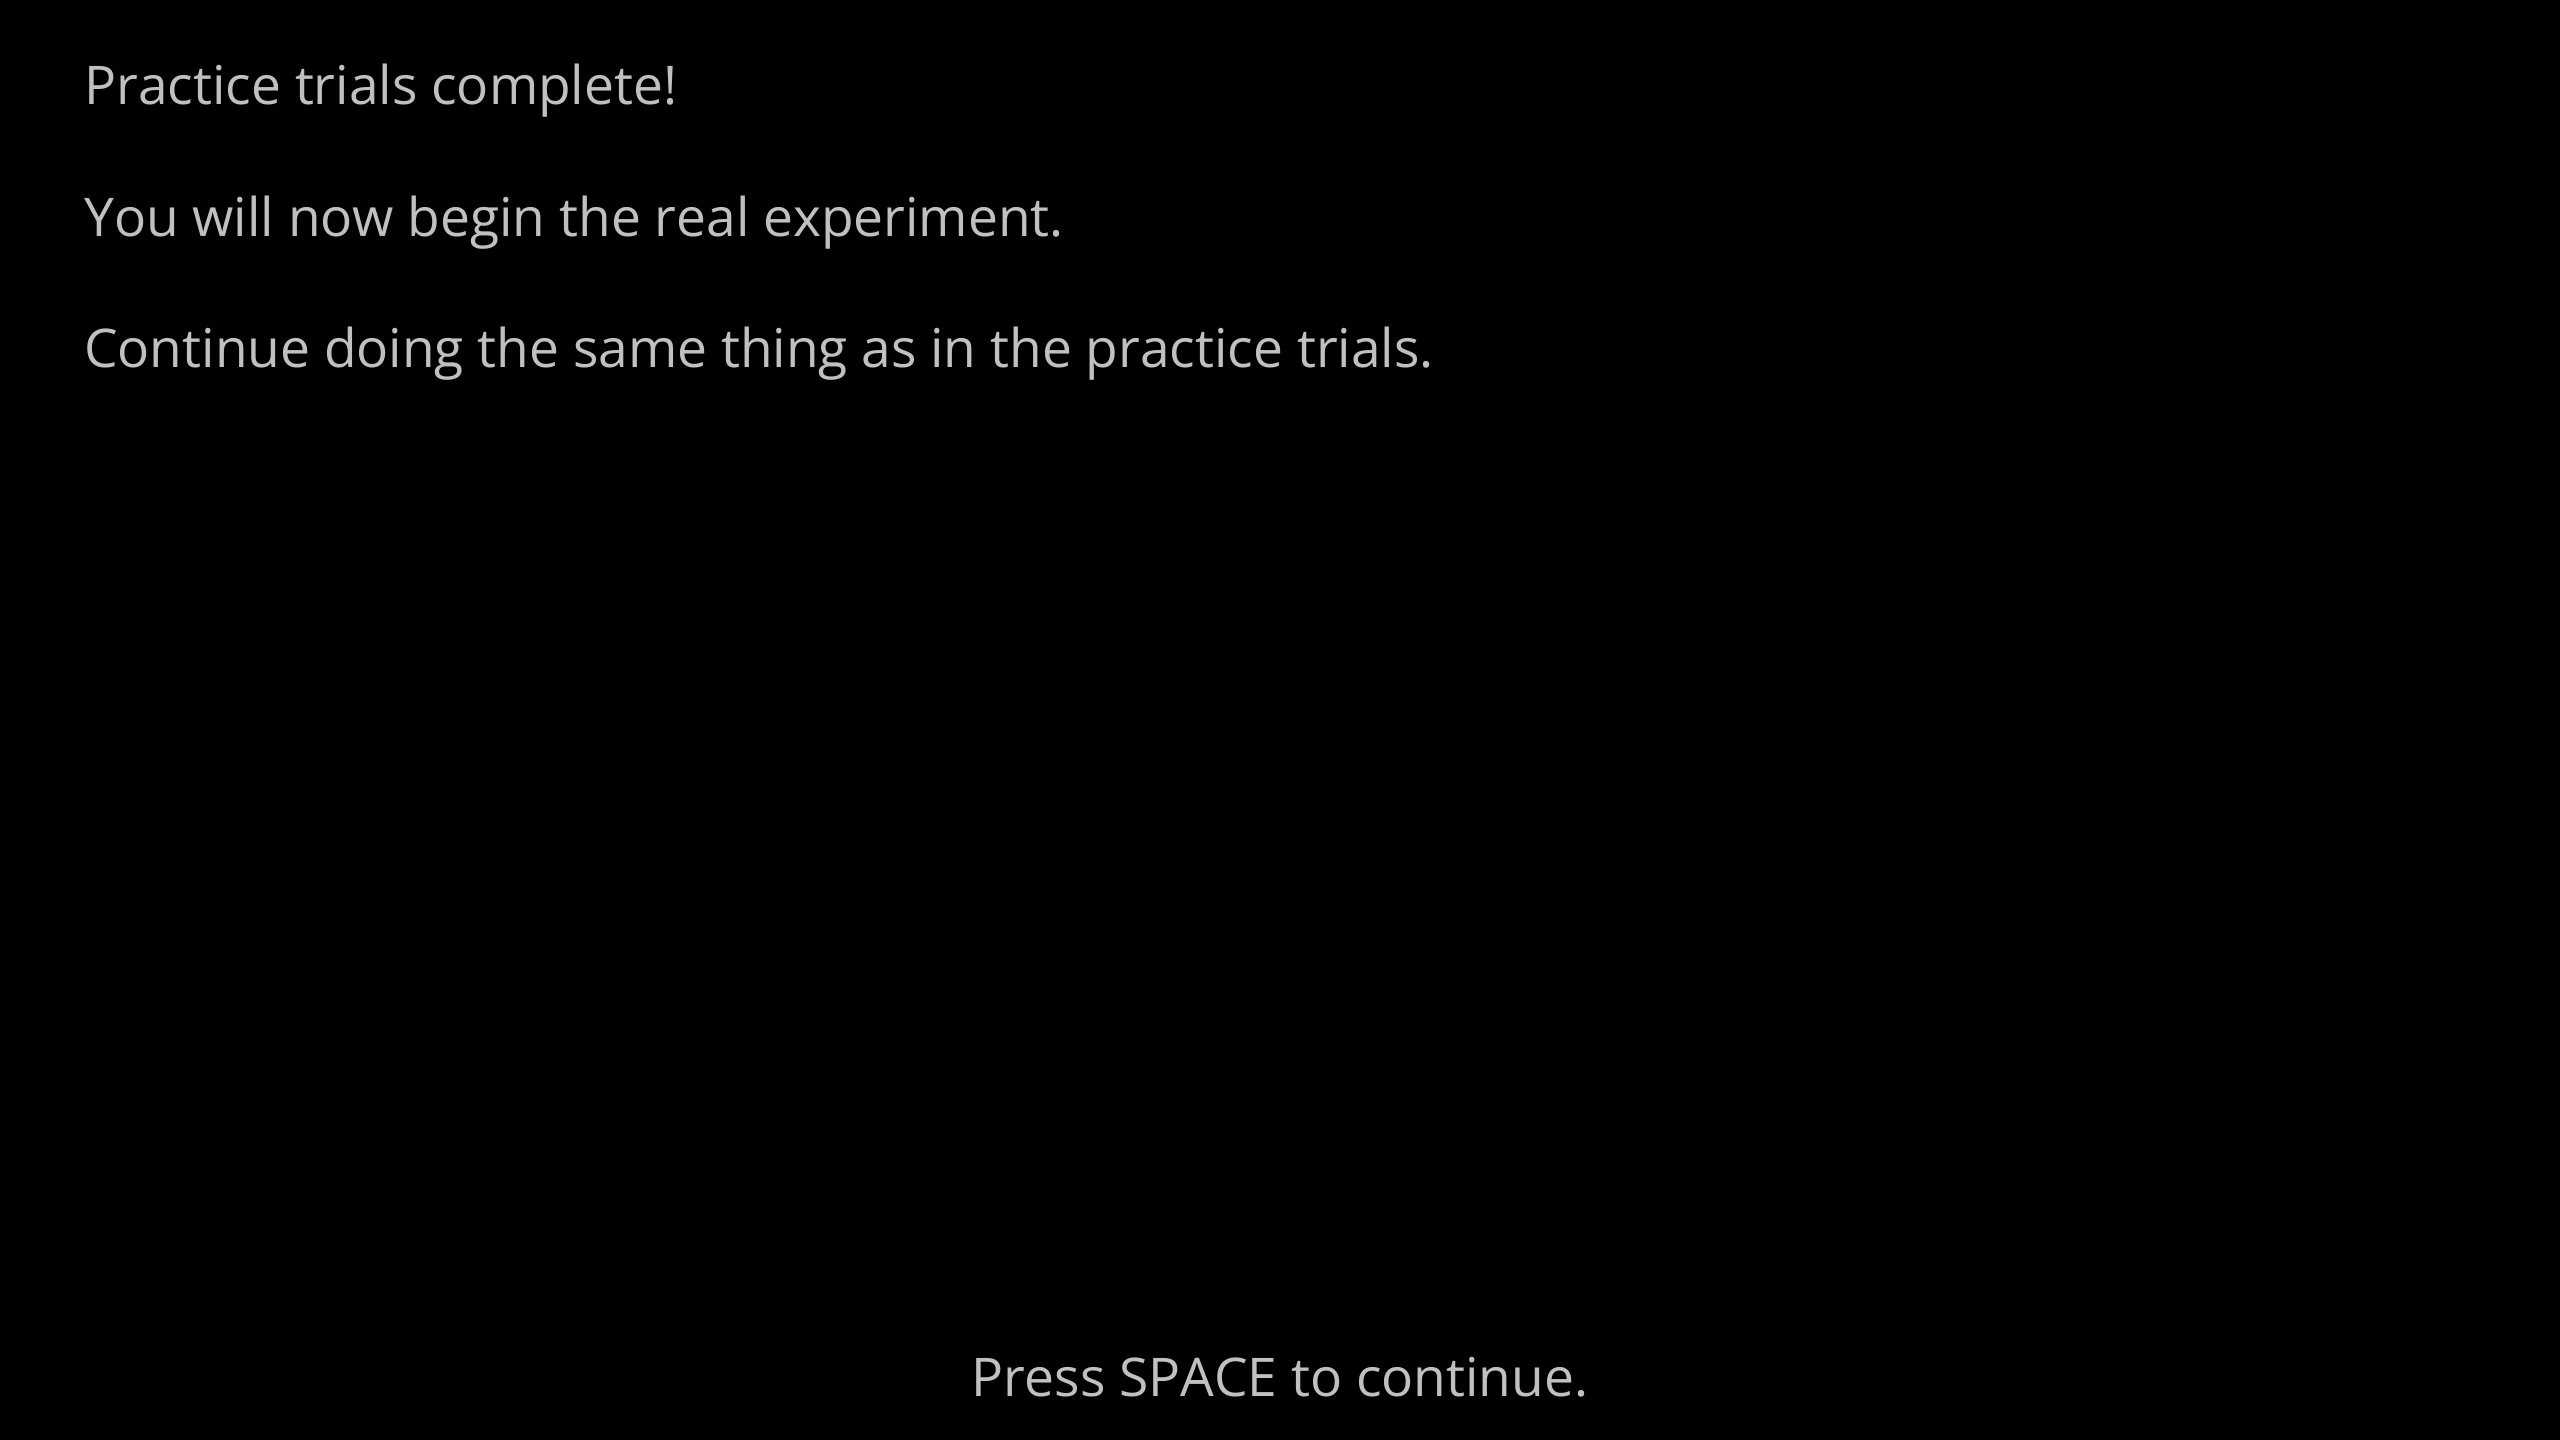 Practice trials complete!
You will now begin the real experiment.
Continue doing the same thing as in the practice trials.
Press SPACE to continue.